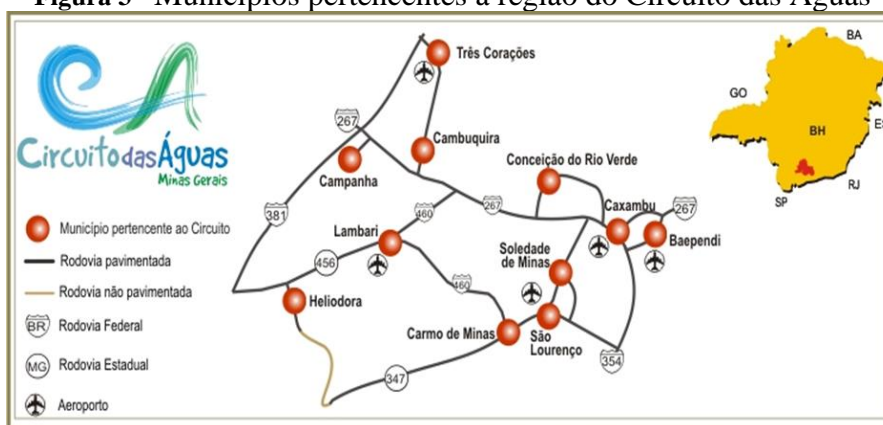 Figura 3 - Municípios pertencentes à região do Circuito das Águas
Circuito das Águas
Minas Gerais
Município pertencente ao Circuito
Rodovia pavimentada
Rodovia não pavimentada
BR Rodovia Federal
MG Rodovia Estadual
Aeroporto
Três Corações
267
Cambuquira
Campanha
Conceição do Rio Verde
381
460
267
Caxambu
267
Lambari
Baependi
456
Soledade
de Minas
460
Heliodora
Carmo de Minas
São
Lourenço
354
347
BA
GO
BH
ES
SP
RJ